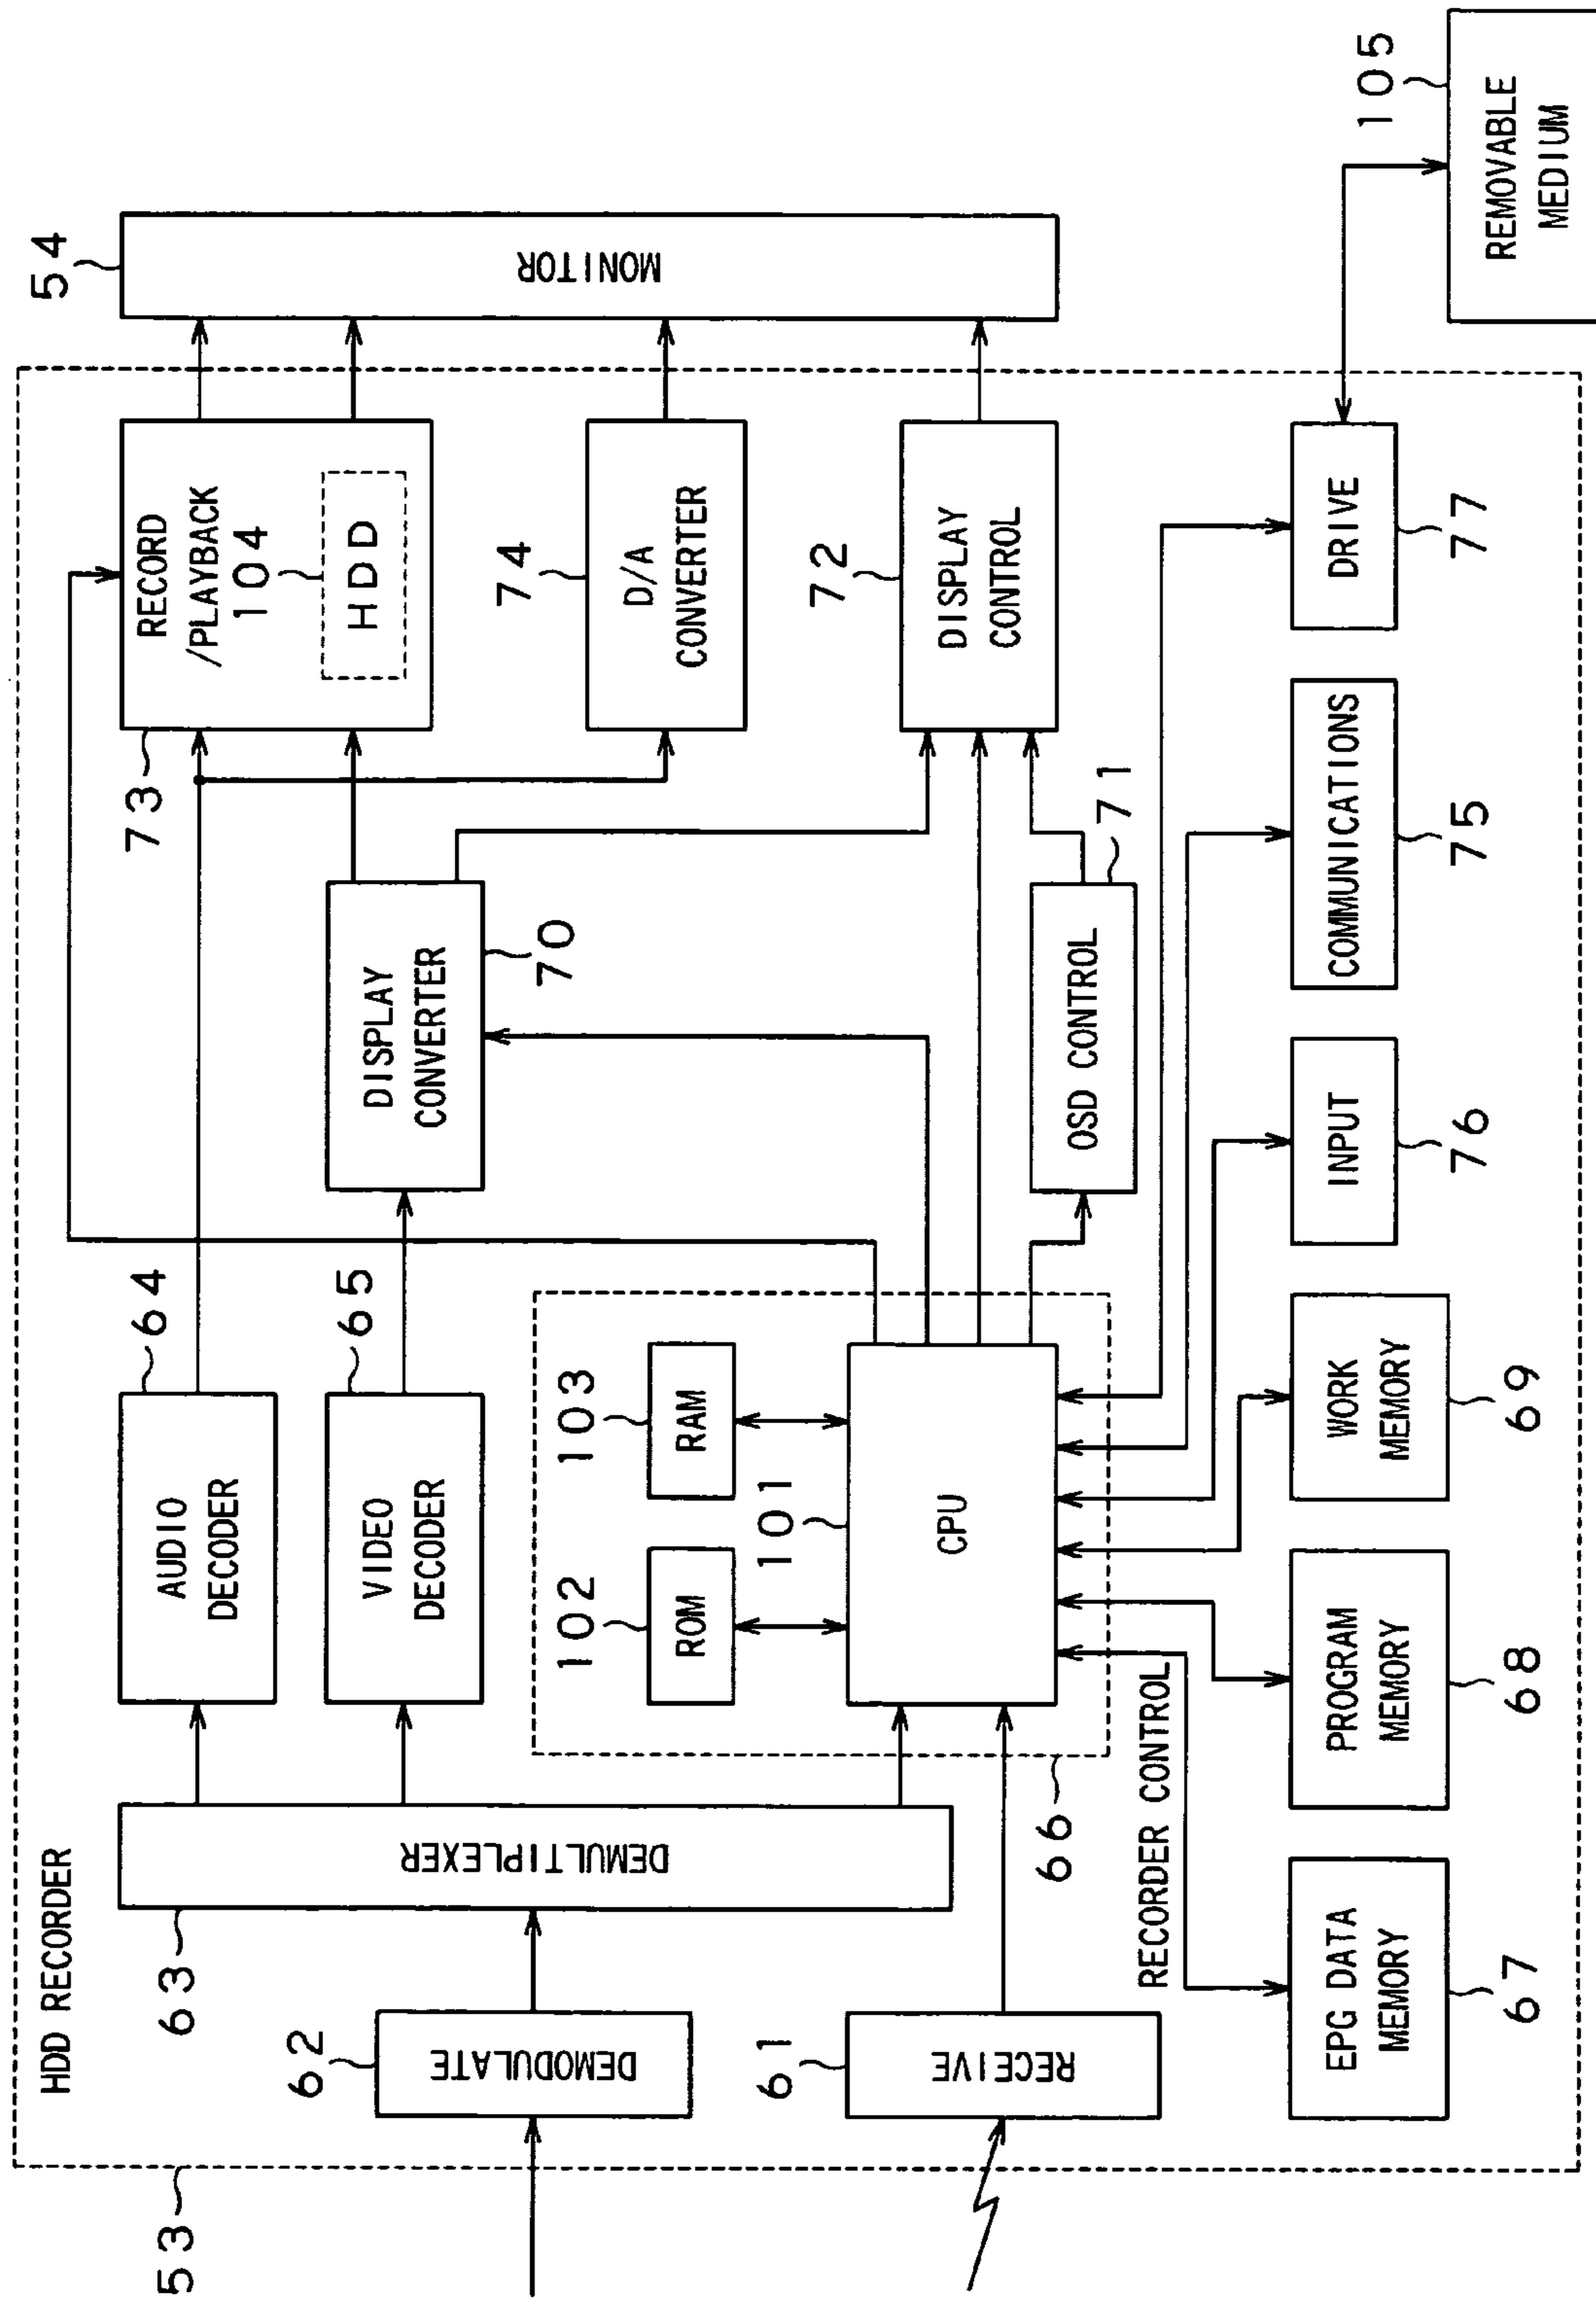 53
HDD RECORDER
62
DEMODULATE
61
RECEIVE
63
DEMULTIPLEXER
64
AUDIO
DECODER
65
VIDEO
DECODER
102
ROM
103
RAM
101
CPU
66
RECORDER CONTROL
70
DISPLAY
CONVERTER
71
OSD CONTROL
73
RECORD
/PLAYBACK
104
HDD
74
D/A
CONVERTER
72
DISPLAY
CONTROL
54
MONITOR
EPG DATA
MEMORY
67
PROGRAM
MEMORY
68
WORK
MEMORY
69
INPUT
76
COMMUNICATIONS
75
DRIVE
77
105
REMOVABLE
MEDIUM